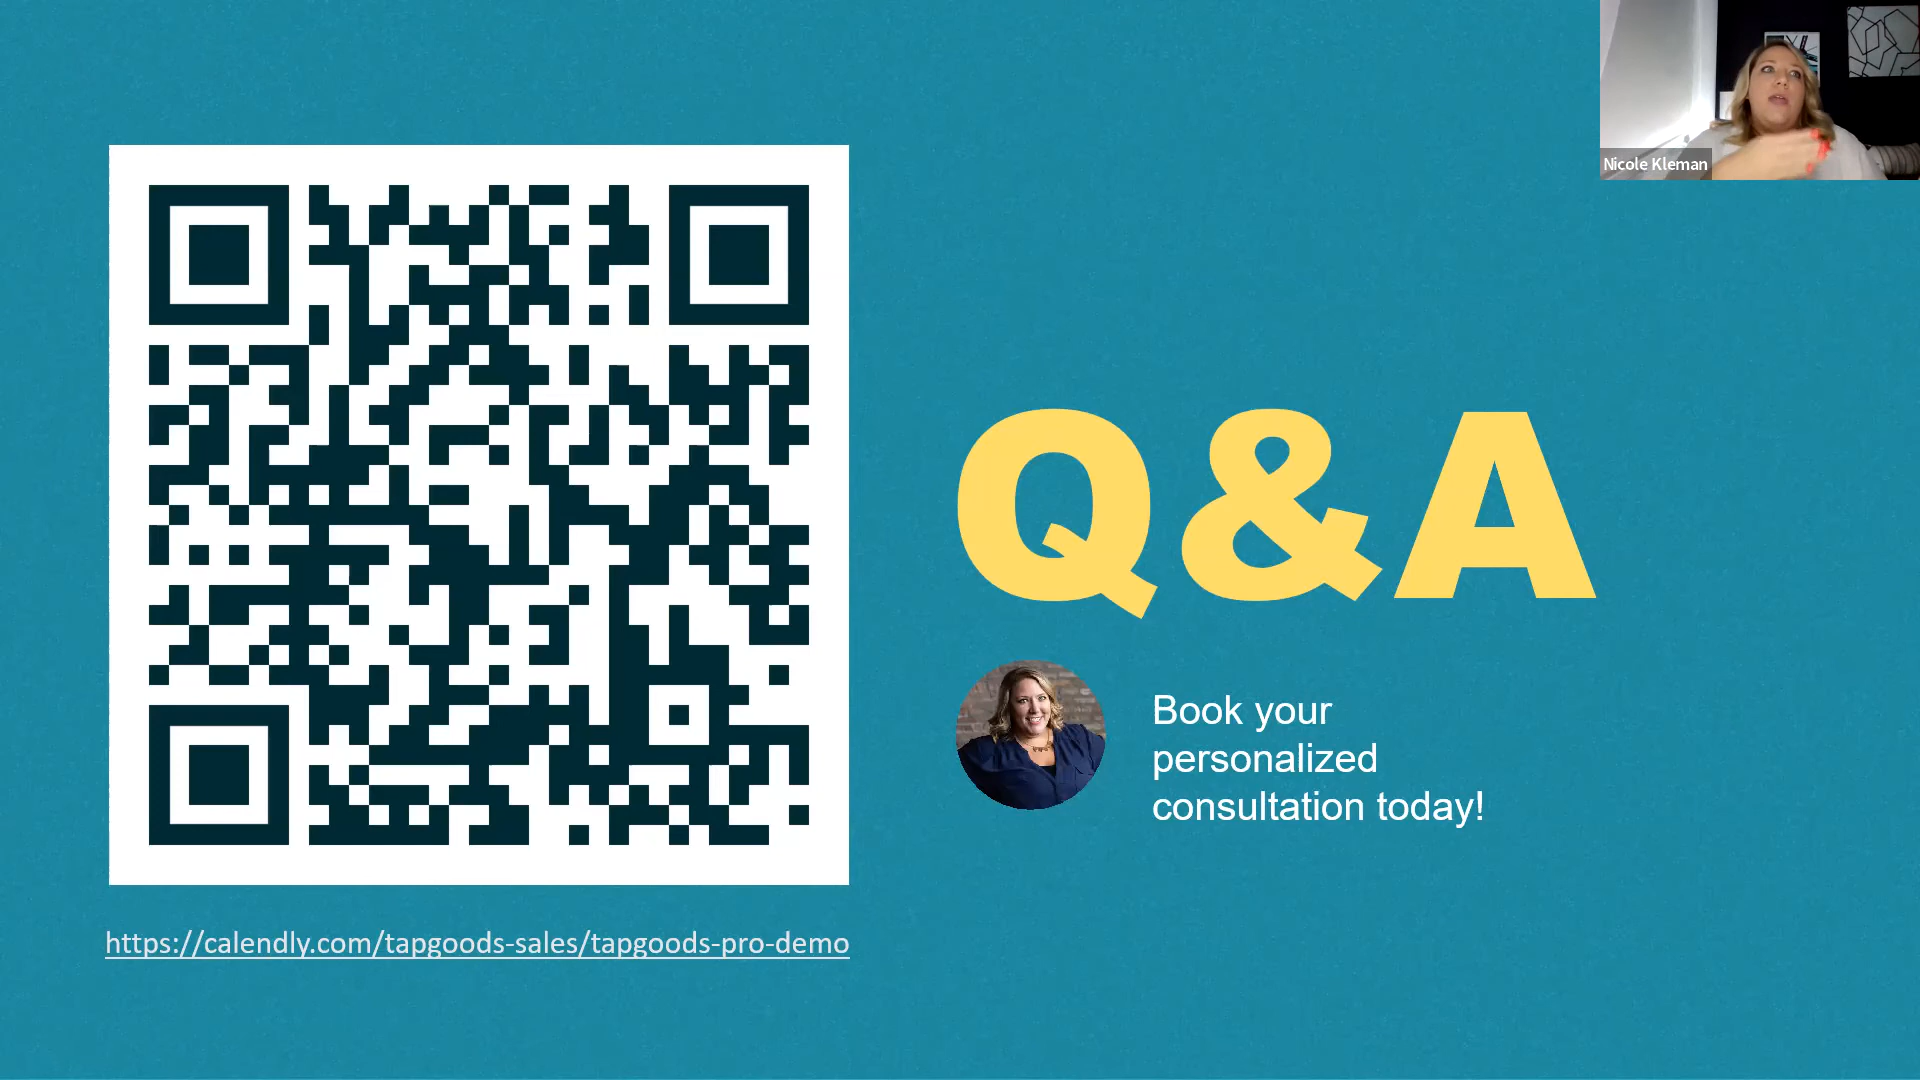 Nicole Kleman
Q&A
Book your
personalized
consultation today!
https://calendly.com/tapgoods-sales/tapgoods-pro-demo